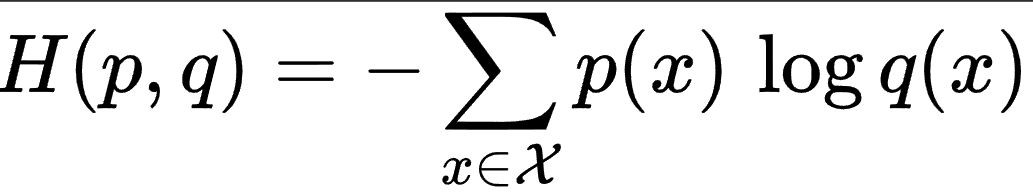 H(p, q) = − ∑ p(x) log q(x)
x∈𝒳